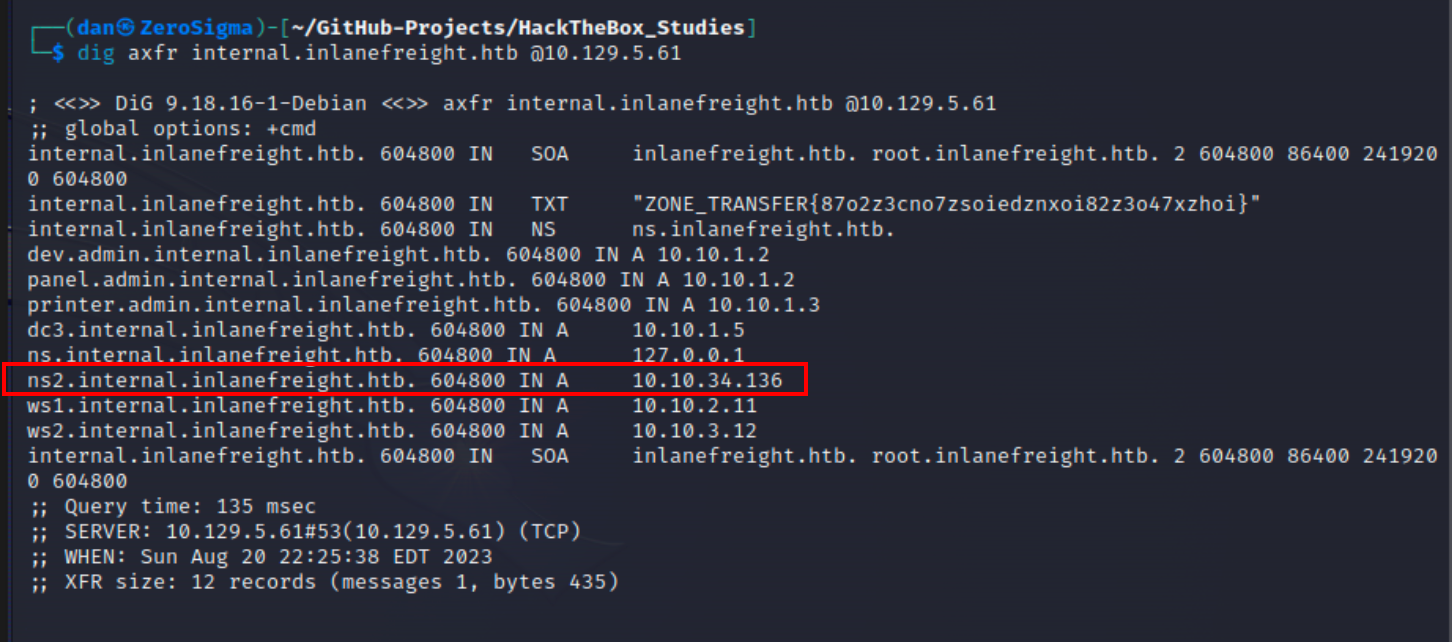 ┌──(dan㉿ZeroSigma)-[~/GitHub-Projects/HackTheBox_Studies]
└─$ dig axfr internal.inlanefreight.htb @10.129.5.61
; <<>> DiG 9.18.16-1-Debian <<>> axfr internal.inlanefreight.htb @10.129.5.61
;; global options: +cmd
internal.inlanefreight.htb. 604800 IN   SOA     inlanefreight.htb. root.inlanefreight.htb. 2 604800 86400 241920
0 604800
internal.inlanefreight.htb. 604800 IN   TXT     "ZONE_TRANSFER{87o2z3cno7zsoiedznxoi82z3o47xzhoi}"
internal.inlanefreight.htb. 604800 IN   NS      ns.inlanefreight.htb.
dev.admin.internal.inlanefreight.htb. 604800 IN A 10.10.1.2
panel.admin.internal.inlanefreight.htb. 604800 IN A 10.10.1.2
printer.admin.internal.inlanefreight.htb. 604800 IN A 10.10.1.3
dc3.internal.inlanefreight.htb. 604800 IN A     10.10.1.5
ns.internal.inlanefreight.htb. 604800 IN A      127.0.0.1
ns2.internal.inlanefreight.htb. 604800 IN A     10.10.34.136
ws1.internal.inlanefreight.htb. 604800 IN A     10.10.2.11
ws2.internal.inlanefreight.htb. 604800 IN A     10.10.3.12
internal.inlanefreight.htb. 604800 IN   SOA     inlanefreight.htb. root.inlanefreight.htb. 2 604800 86400 241920
0 604800
;; Query time: 135 msec
;; SERVER: 10.129.5.61#53(10.129.5.61) (TCP)
;; WHEN: Sun Aug 20 22:25:38 EDT 2023
;; XFR size: 12 records (messages 1, bytes 435)